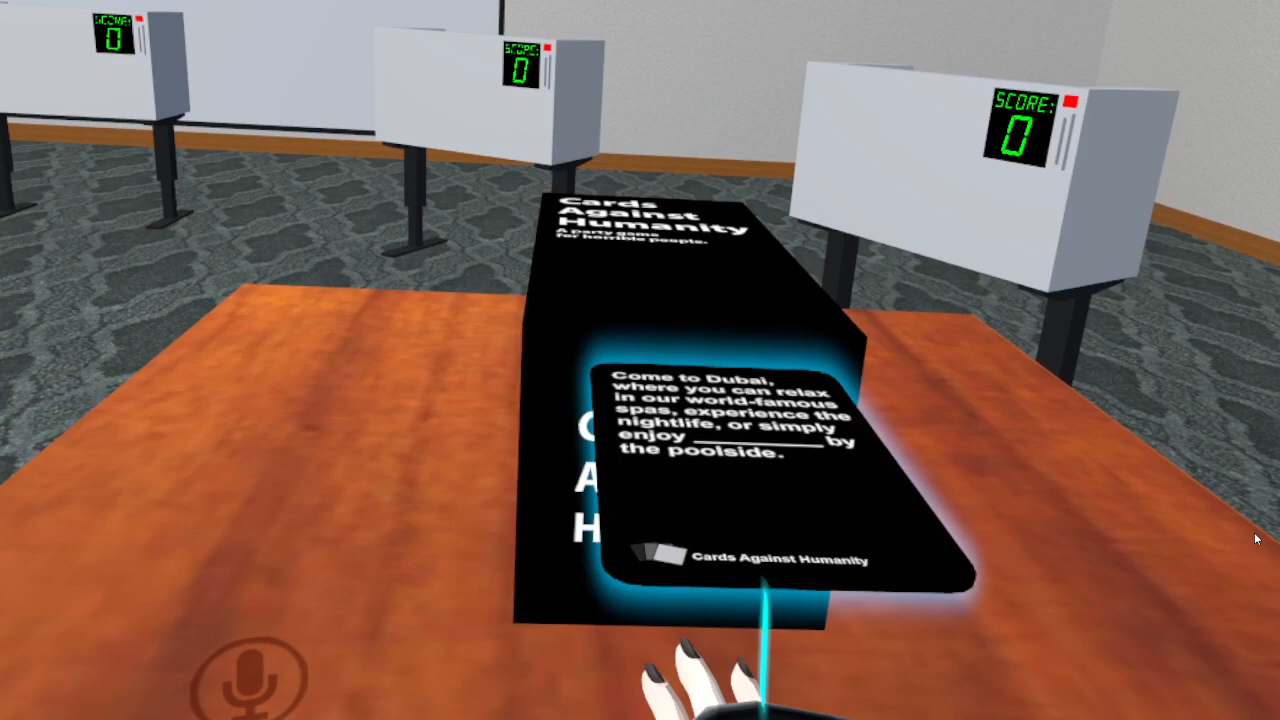 SCORE:
0
SCORE:
0
SCORE:
0
Cards
Against
Humanity
A party game
for horrible people.
Come to Dubai,
where you can relax
in our world-famous
spas, experience the
nightlife, or simply
enjoy __________ by
the poolside.
C
A
H
Cards Against Humanity